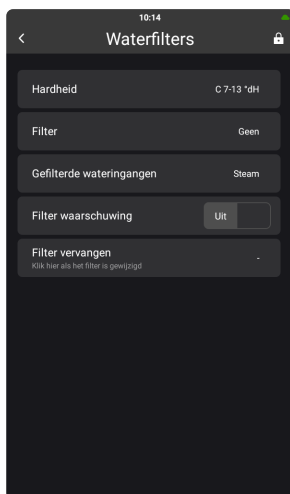 10:14
Waterfilters
Hardheid C 7-13 °dH
Filter Geen
Gefilterde wateringangen Steam
Filter waarschuwing Uit
Filter vervangen -
Klik hier als het filter is gewijzigd